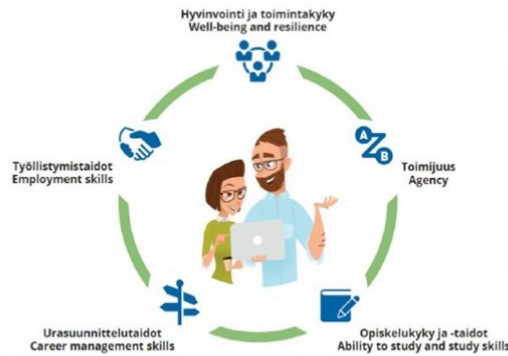 Hyvinvointi ja toimintakyky
Well-being and resilience
A
B
Toimijuus
Agency
Opiskelukyky ja -taidot
Ability to study and study skills
Urasuunnittelutaidot
Career management skills
Työllistymistaidot
Employment skills